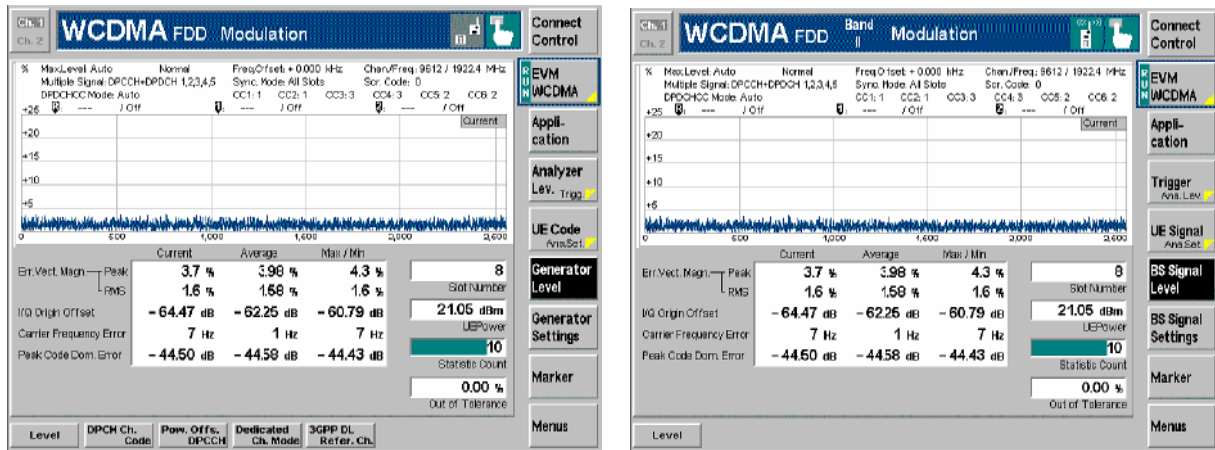 Ch. 1
Ch. 2
WCDMA FDD Modulation
Connect
Control
% Max.Level: Auto Normal Freq.Offset: + 0.000 kHz Chan./Freq.: 9612 / 1922.4 MHz
Multiple Signal: DPCCH+DPDCH 1,2,3,4,5 Sync. Mode: All Slots Scr. Code: 0
DPDCHCC Mode: Auto CC1: 1 CC2: 1 CC3: 3 CC4: 3 CC5: 2 CC6: 2
+25 --- / Off --- / Off --- / Off
Current
+20
+15
+10
+5
0 500 1,000 1,600 2,000 2,600
Current Average Max / Min
Err.Vect. Magn. Peak 3.7 % 3.98 % 4.3 %
RMS 1.6 % 1.58 % 1.6 %
I/Q Origin Offset - 64.47 dB - 62.25 dB - 60.79 dB
Carrier Frequency Error 7 Hz 1 Hz 7 Hz
Peak Code Dom. Error - 44.50 dB - 44.58 dB - 44.43 dB
8
Slot Number
21.05 dBm
UEPower
10
Statistic Count
0.00 %
Out of Tolerance
RUN
EVM
WCDMA
Appli-
cation
Analyzer
Lev. Trigg.
UE Code
Ana.Set.
Generator
Level
Generator
Settings
Marker
Menus
Level
DPCH Ch.
Code
Pow. Offs.
DPCCH
Dedicated
Ch. Mode
3GPP DL
Refer. Ch.
Ch. 1
Ch. 2
WCDMA FDD Band
II
Modulation
Connect
Control
% Max.Level: Auto Normal Freq.Offset: + 0.000 kHz Chan./Freq.: 9612 / 1922.4 MHz
Multiple Signal: DPCCH+DPDCH 1,2,3,4,5 Sync. Mode: All Slots Scr. Code: 0
DPDCHCC Mode: Auto CC1: 1 CC2: 1 CC3: 3 CC4: 3 CC5: 2 CC6: 2
+25 --- / Off --- / Off --- / Off
Current
+20
+15
+10
+5
0 500 1,000 1,600 2,000 2,600
Current Average Max / Min
Err.Vect. Magn. Peak 3.7 % 3.98 % 4.3 %
RMS 1.6 % 1.58 % 1.6 %
I/Q Origin Offset - 64.47 dB - 62.26 dB - 60.79 dB
Carrier Frequency Error 7 Hz 1 Hz 7 Hz
Peak Code Dom. Error - 44.50 dB - 44.58 dB - 44.43 dB
8
Slot Number
21.05 dBm
UEPower
10
Statistic Count
0.00 %
Out of Tolerance
RUN
EVM
WCDMA
Appli-
cation
Trigger
Ana. Lev.
UE Signal
Ana.Set.
BS Signal
Level
BS Signal
Settings
Marker
Menus
Level